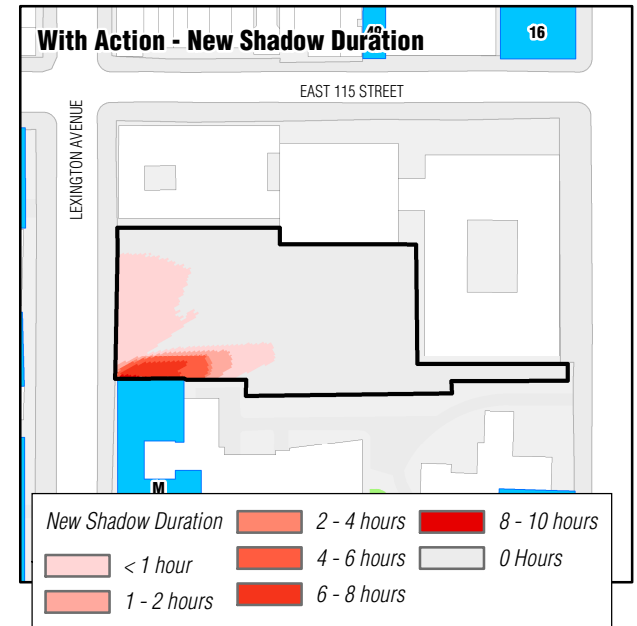 With Action - New Shadow Duration
16
EAST 115 STREET
LEXINGTON AVENUE
M
New Shadow Duration
< 1 hour
1 - 2 hours
2 - 4 hours
4 - 6 hours
6 - 8 hours
8 - 10 hours
0 Hours